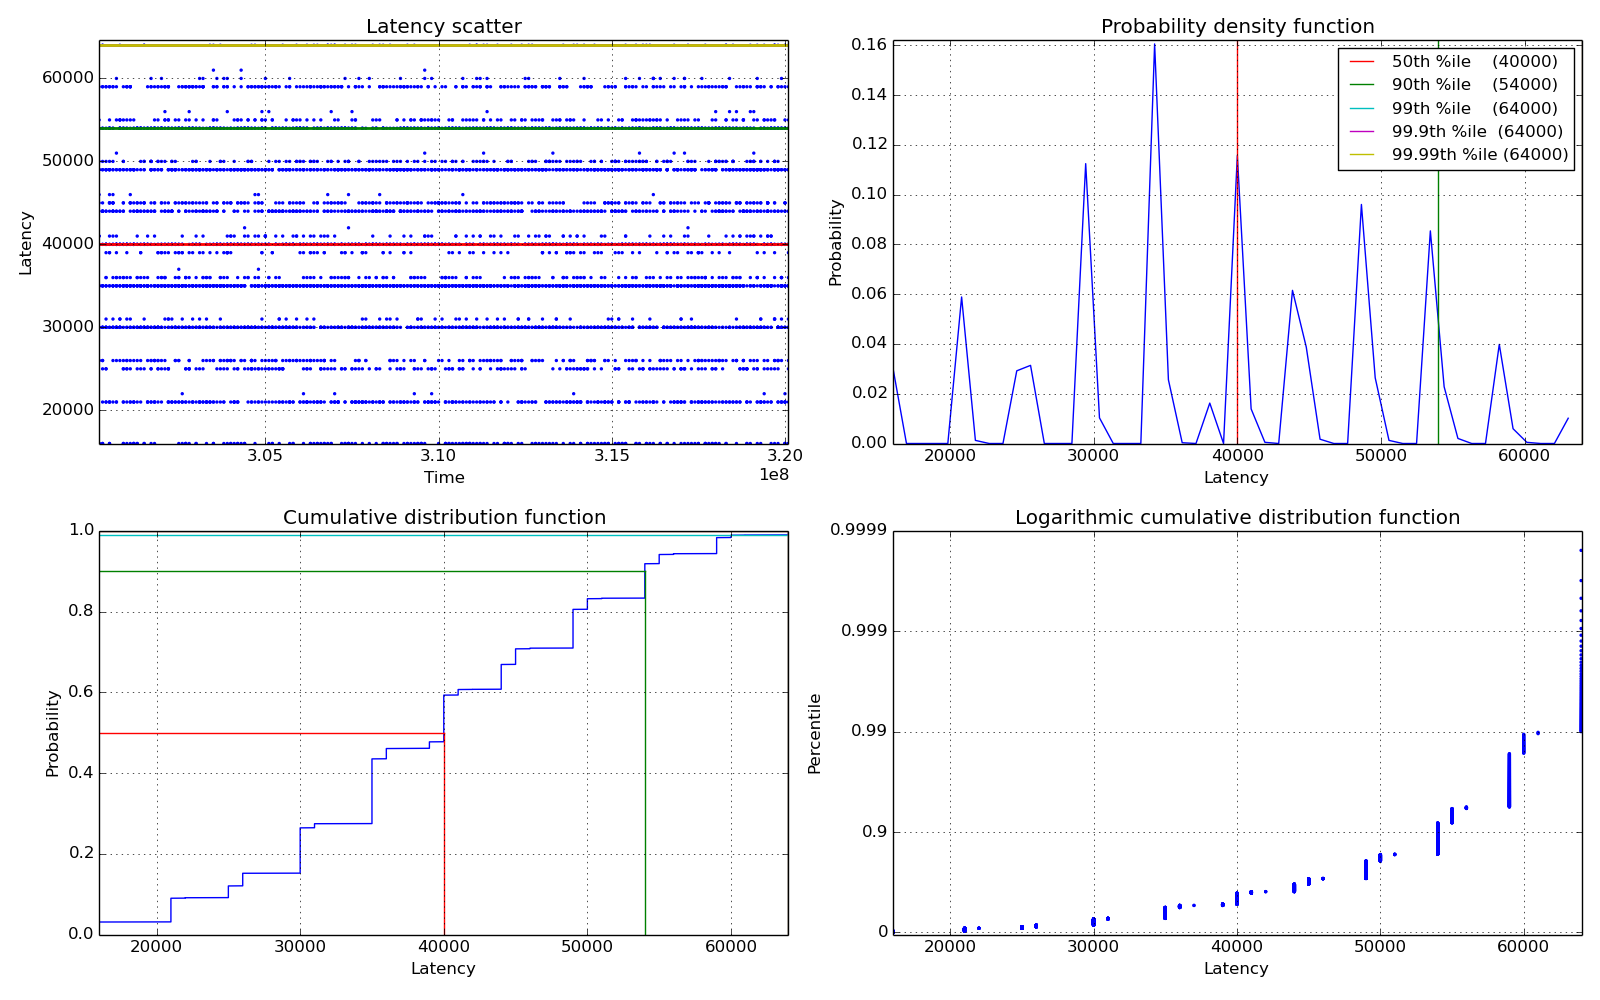 Latency scatter
60000
50000
40000
30000
20000
Latency
3.05
3.10
3.15
3.20
1e8
Time
Probability density function
0.16
0.14
0.12
0.10
0.08
0.06
0.04
0.02
0.00
Probability
50th %ile (40000)
90th %ile (54000)
99th %ile (64000)
99.9th %ile (64000)
99.99th %ile (64000)
20000
30000
40000
50000
60000
Latency
Cumulative distribution function
1.0
0.8
0.6
0.4
0.2
0.0
Probability
20000
30000
40000
50000
60000
Latency
Logarithmic cumulative distribution function
0.9999
0.999
0.99
0.9
0
Percentile
20000
30000
40000
50000
60000
Latency